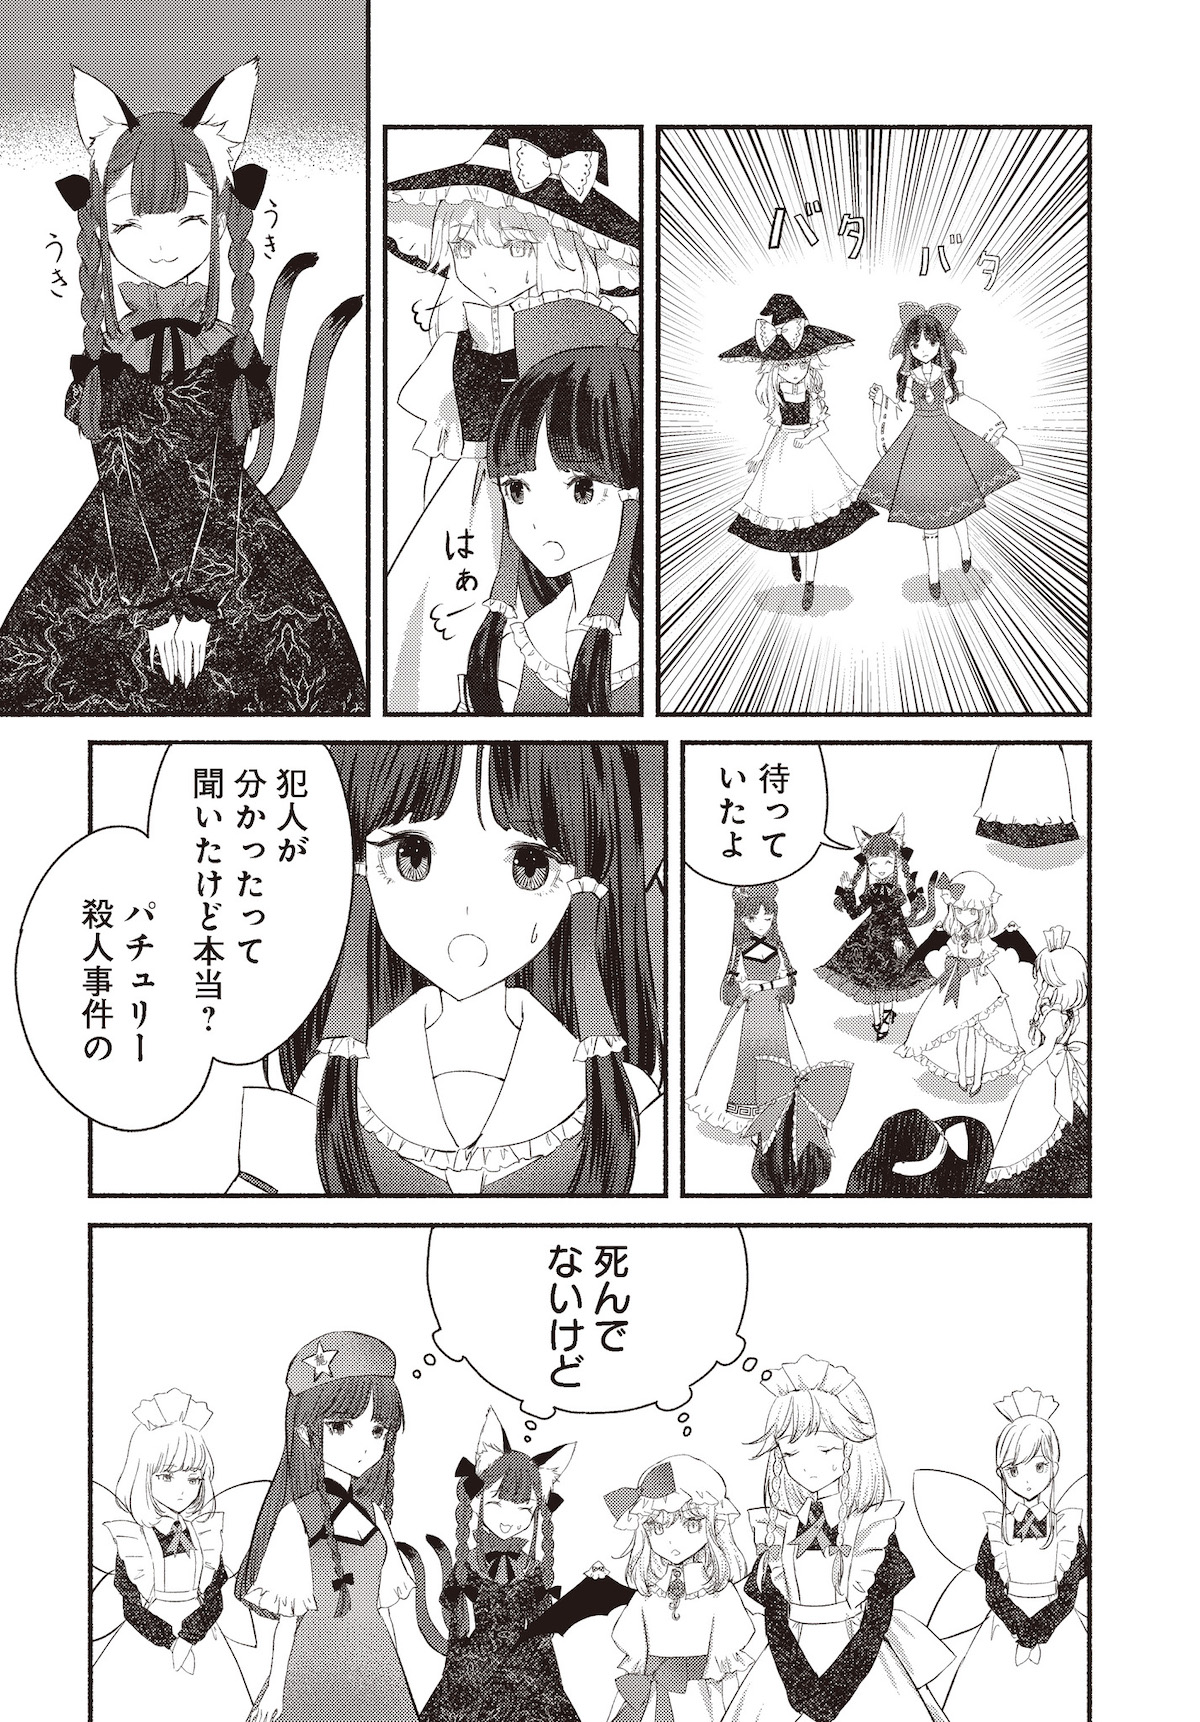 バタ
バタ
はぁ
うき
うき
待って
いたよ
犯人が
分かったって
聞いたけど本当?
パチュリー
殺人事件の
死んで
ないけど
龍